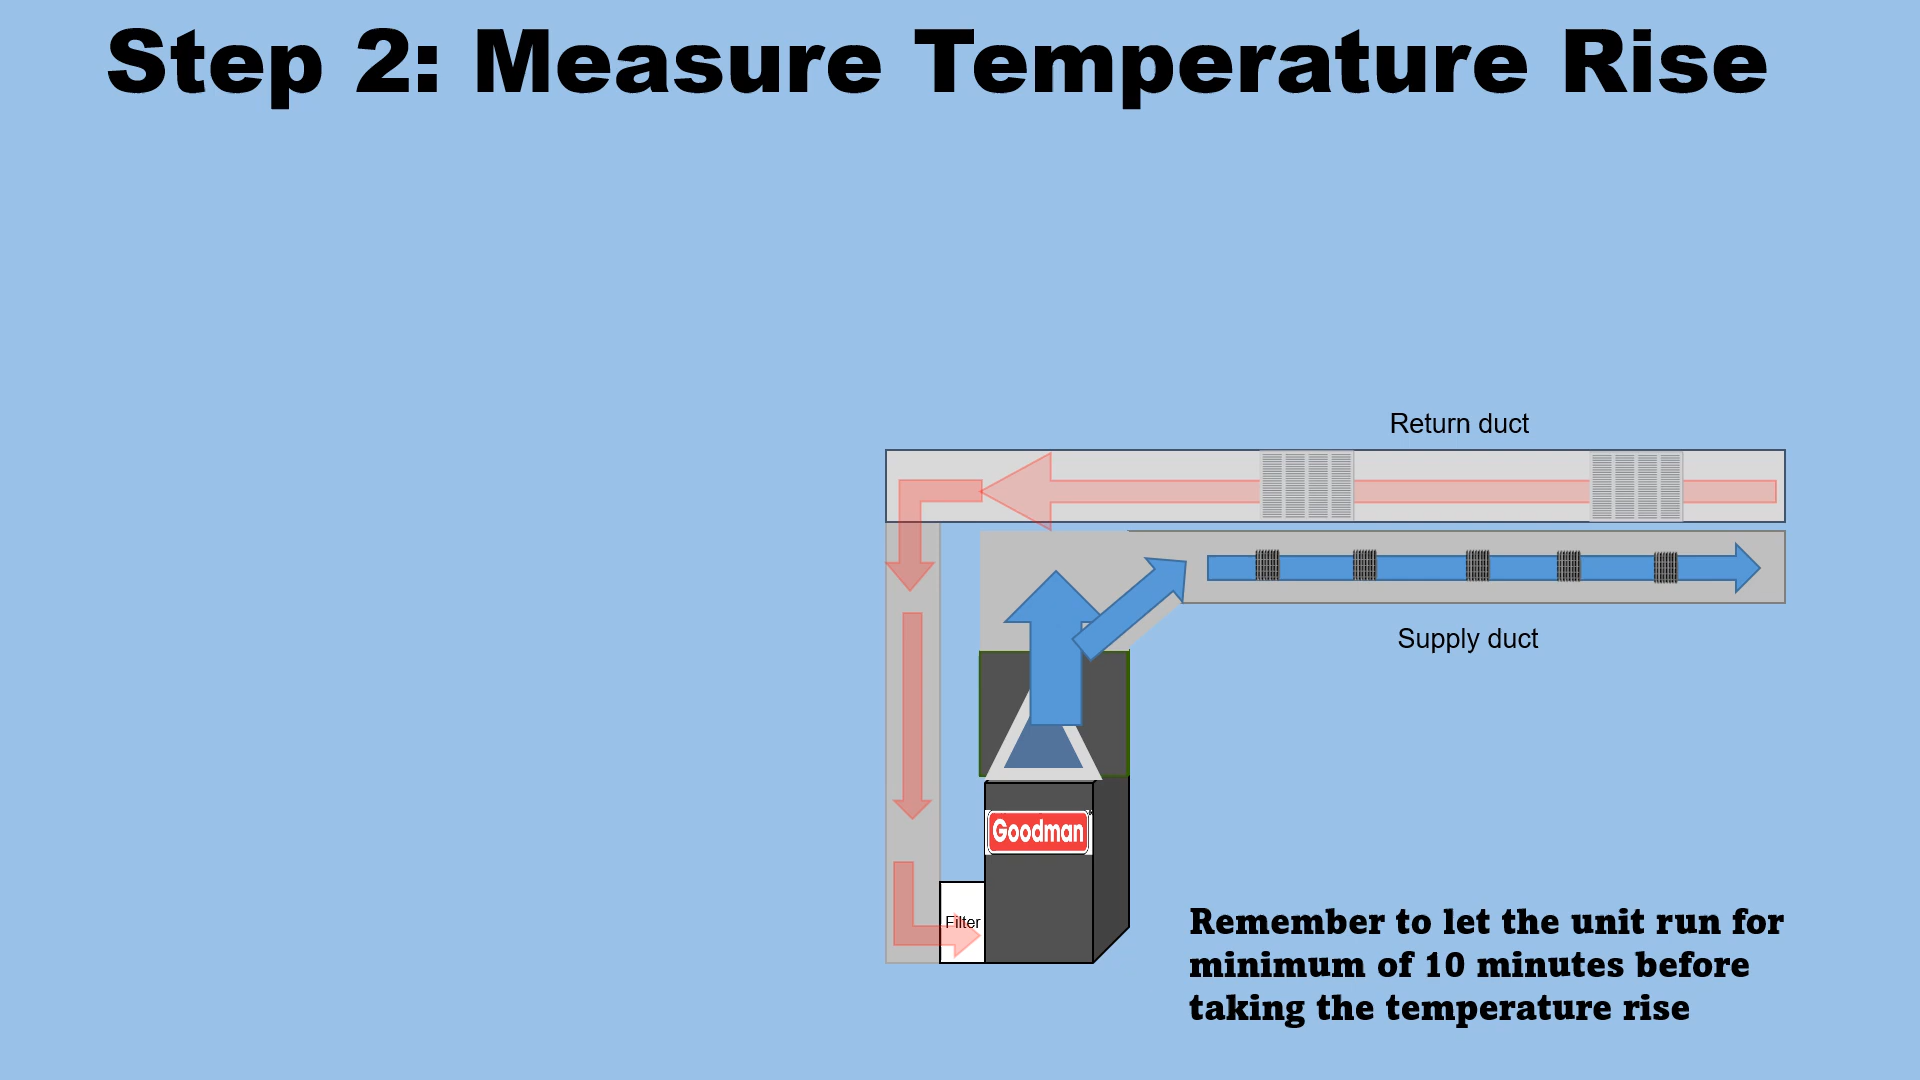 Step 2: Measure Temperature Rise
Return duct
Supply duct
Goodman
Filter
Remember to let the unit run for
minimum of 10 minutes before
taking the temperature rise